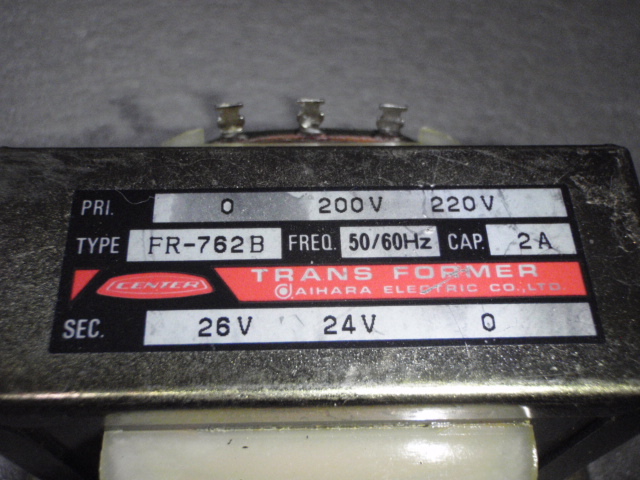 PRI. 0 200V 220V
TYPE FR-762B FREQ. 50/60Hz CAP. 2A
CENTER TRANS FORMER
AIHARA ELECTRIC CO., LTD.
SEC. 26V 24V 0